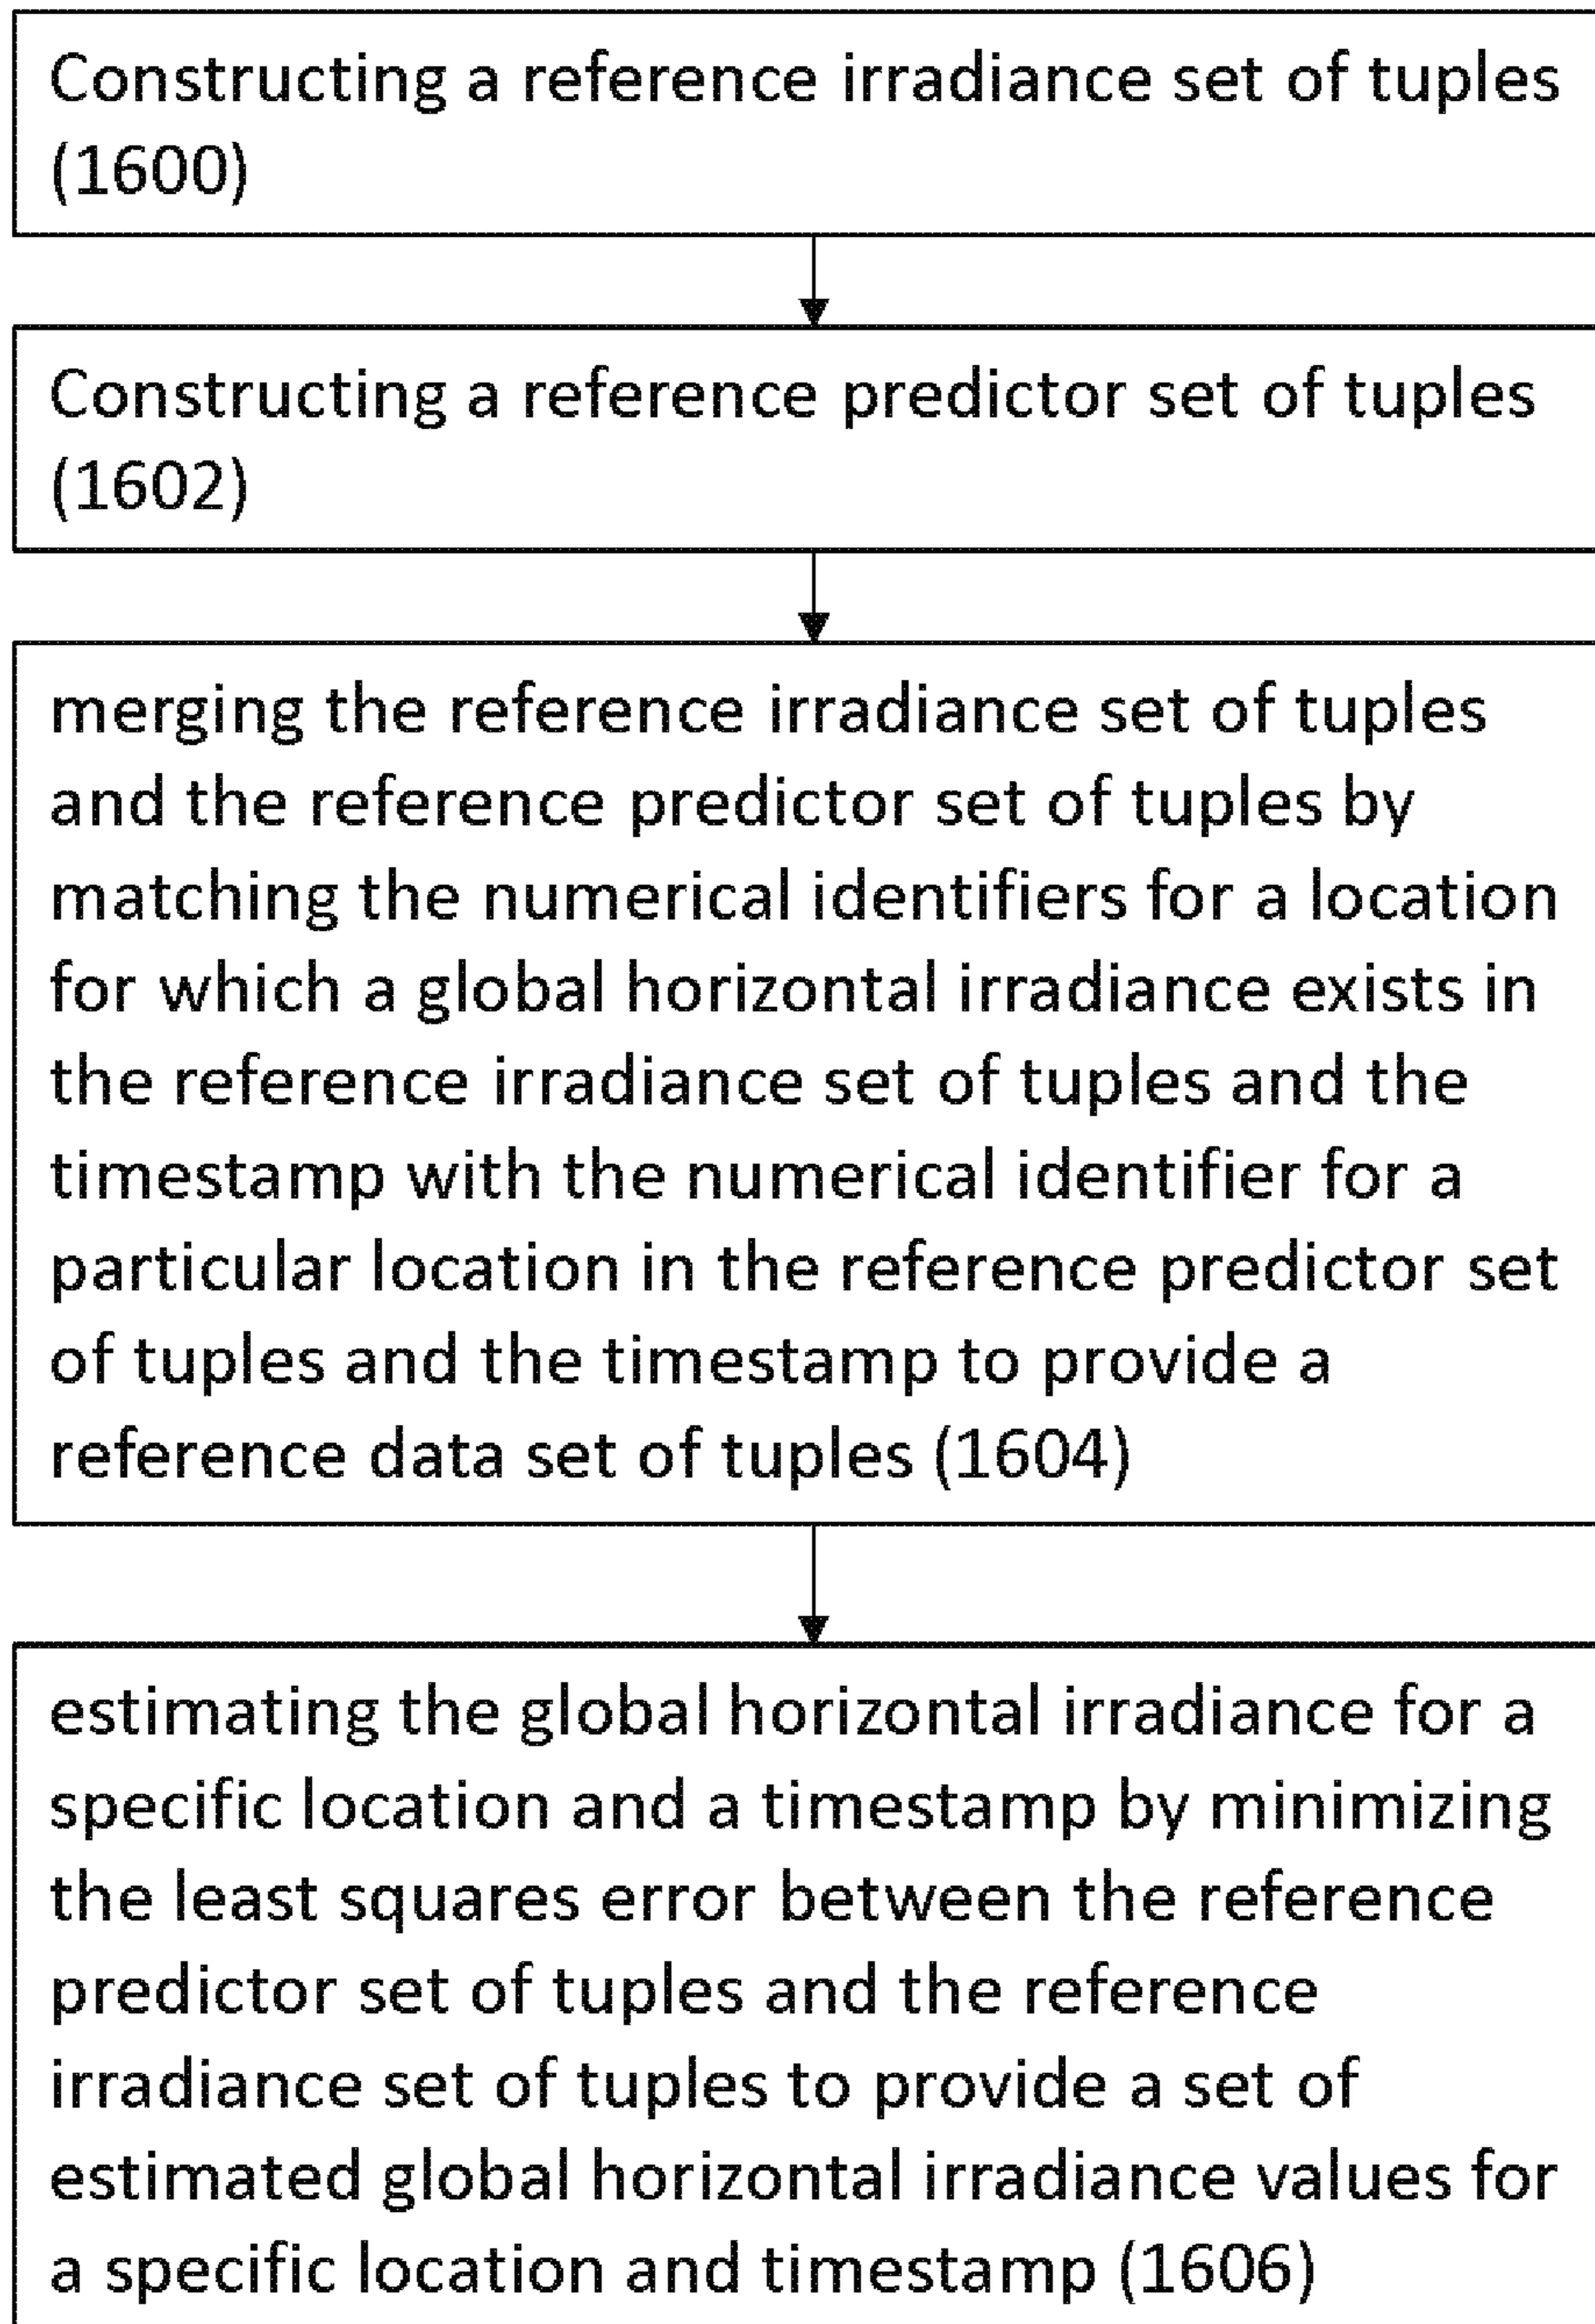 Constructing a reference irradiance set of tuples
(1600)
Constructing a reference predictor set of tuples
(1602)
merging the reference irradiance set of tuples
and the reference predictor set of tuples by
matching the numerical identifiers for a location
for which a global horizontal irradiance exists in
the reference irradiance set of tuples and the
timestamp with the numerical identifier for a
particular location in the reference predictor set
of tuples and the timestamp to provide a
reference data set of tuples (1604)
estimating the global horizontal irradiance for a
specific location and a timestamp by minimizing
the least squares error between the reference
predictor set of tuples and the reference
irradiance set of tuples to provide a set of
estimated global horizontal irradiance values for
a specific location and timestamp (1606)